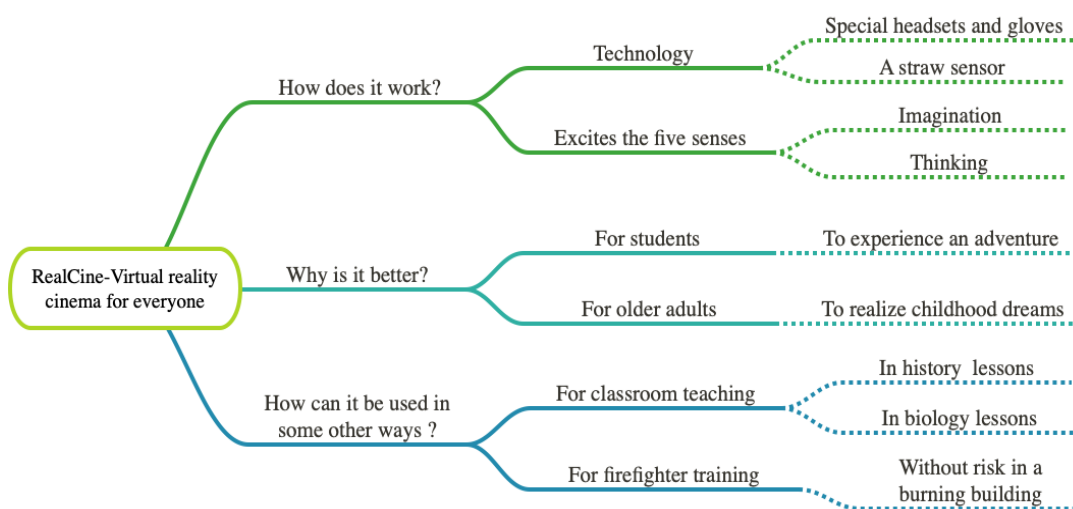 RealCine-Virtual reality
cinema for everyone
How does it work?
Technology
Special headsets and gloves
A straw sensor
Excites the five senses
Imagination
Thinking
Why is it better?
For students
To experience an adventure
For older adults
To realize childhood dreams
How can it be used in
some other ways ?
For classroom teaching
In history  lessons
In biology lessons
For firefighter training
Without risk in a
burning building